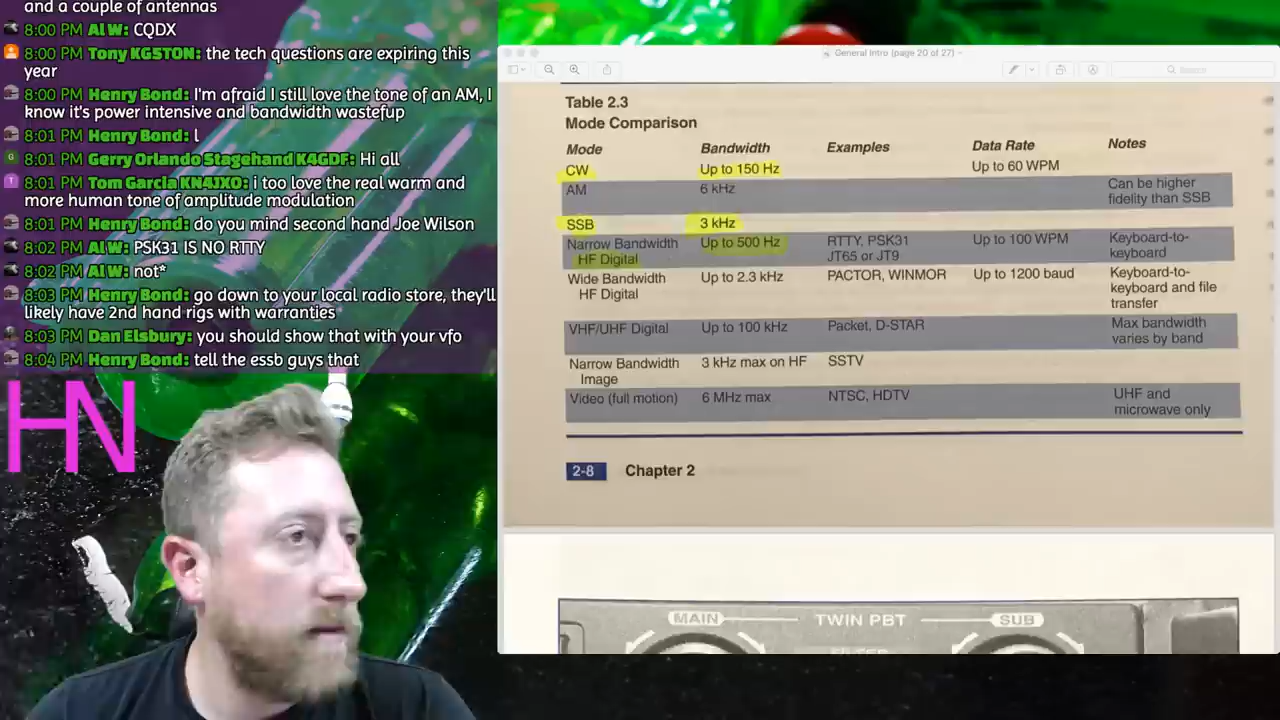 and a couple of antennas
8:00 PM Al W: CQDX
8:00 PM Tony KG5TON: the tech questions are expiring this
year
8:00 PM Henry Bond: I'm afraid I still love the tone of an AM, I
know it's power intensive and bandwidth wastefup
8:01 PM Henry Bond: l
8:01 PM Gerry Orlando Stagehand K4GDF: Hi all
8:01 PM Tom Garcia KN4JXO: i too love the real warm and
more human tone of amplitude modulation
8:01 PM Henry Bond: do you mind second hand Joe Wilson
8:02 PM Al W: PSK31 IS NO RTTY
8:02 PM Al W: not*
8:03 PM Henry Bond: go down to your local radio store, they'll
likely have 2nd hand rigs with warranties
8:03 PM Dan Elsbury: you should show that with your vfo
8:04 PM Henry Bond: tell the essb guys that
HN
General Intro (page 20 of 27)
Search
Table 2.3
Mode Comparison
Mode Bandwidth Examples Data Rate Notes
CW Up to 150 Hz Up to 60 WPM
AM 6 kHz Can be higher
fidelity than SSB
SSB 3 kHz
Narrow Bandwidth Up to 500 Hz RTTY, PSK31 Up to 100 WPM Keyboard-to-
HF Digital JT65 or JT9 keyboard
Wide Bandwidth Up to 2.3 kHz PACTOR, WINMOR Up to 1200 baud Keyboard-to-
HF Digital keyboard and file
transfer
VHF/UHF Digital Up to 100 kHz Packet, D-STAR Max bandwidth
varies by band
Narrow Bandwidth 3 kHz max on HF SSTV
Image
Video (full motion) 6 MHz max NTSC, HDTV UHF and
microwave only
2-8 Chapter 2
MAIN TWIN PBT SUB
FILTER